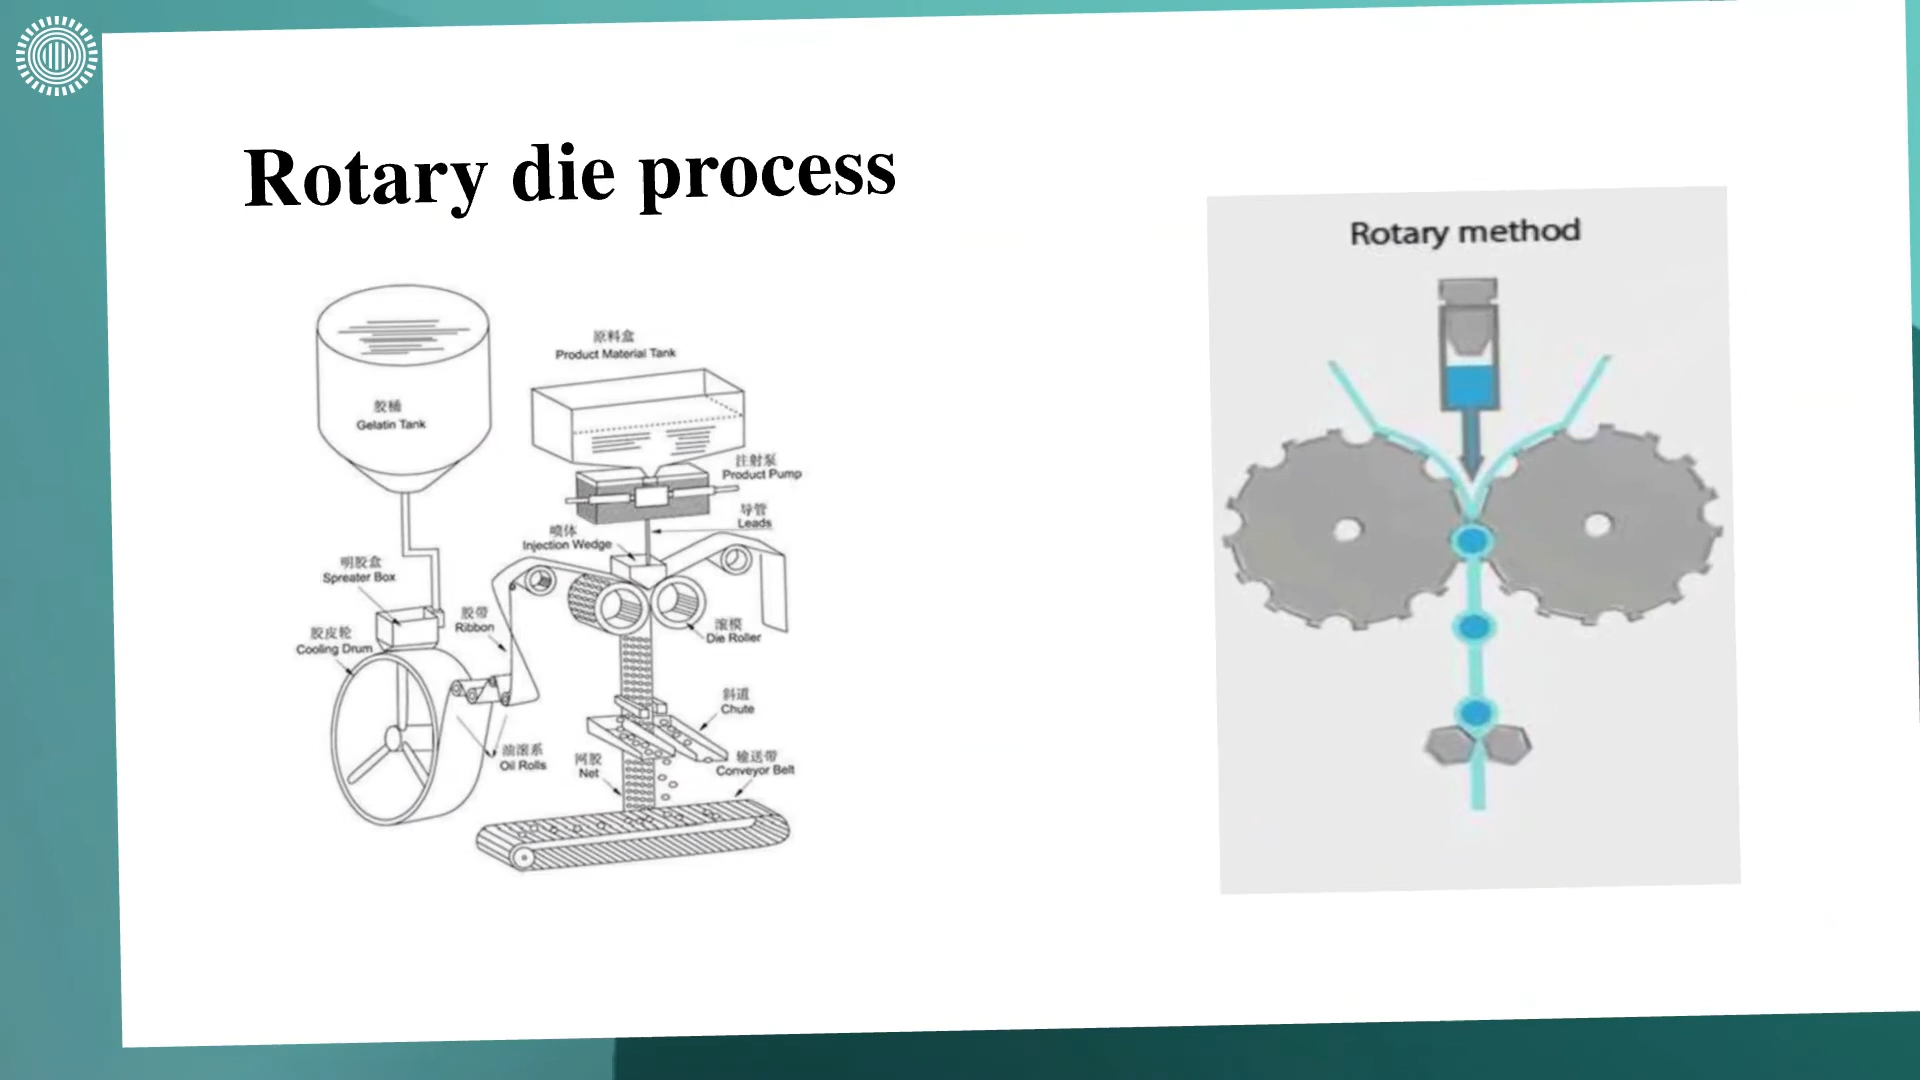 Rotary die process
胶桶
Gelatin Tank
原料盒
Product Material Tank
注射泵
Product Pump
导管
Leads
喷体
Injection Wedge
明胶盒
Spreater Box
胶带
Ribbon
胶皮轮
Cooling Drum
滚模
Die Roller
斜道
Chute
油滚系
Oil Rolls
网胶
Net
输送带
Conveyor Belt
Rotary method